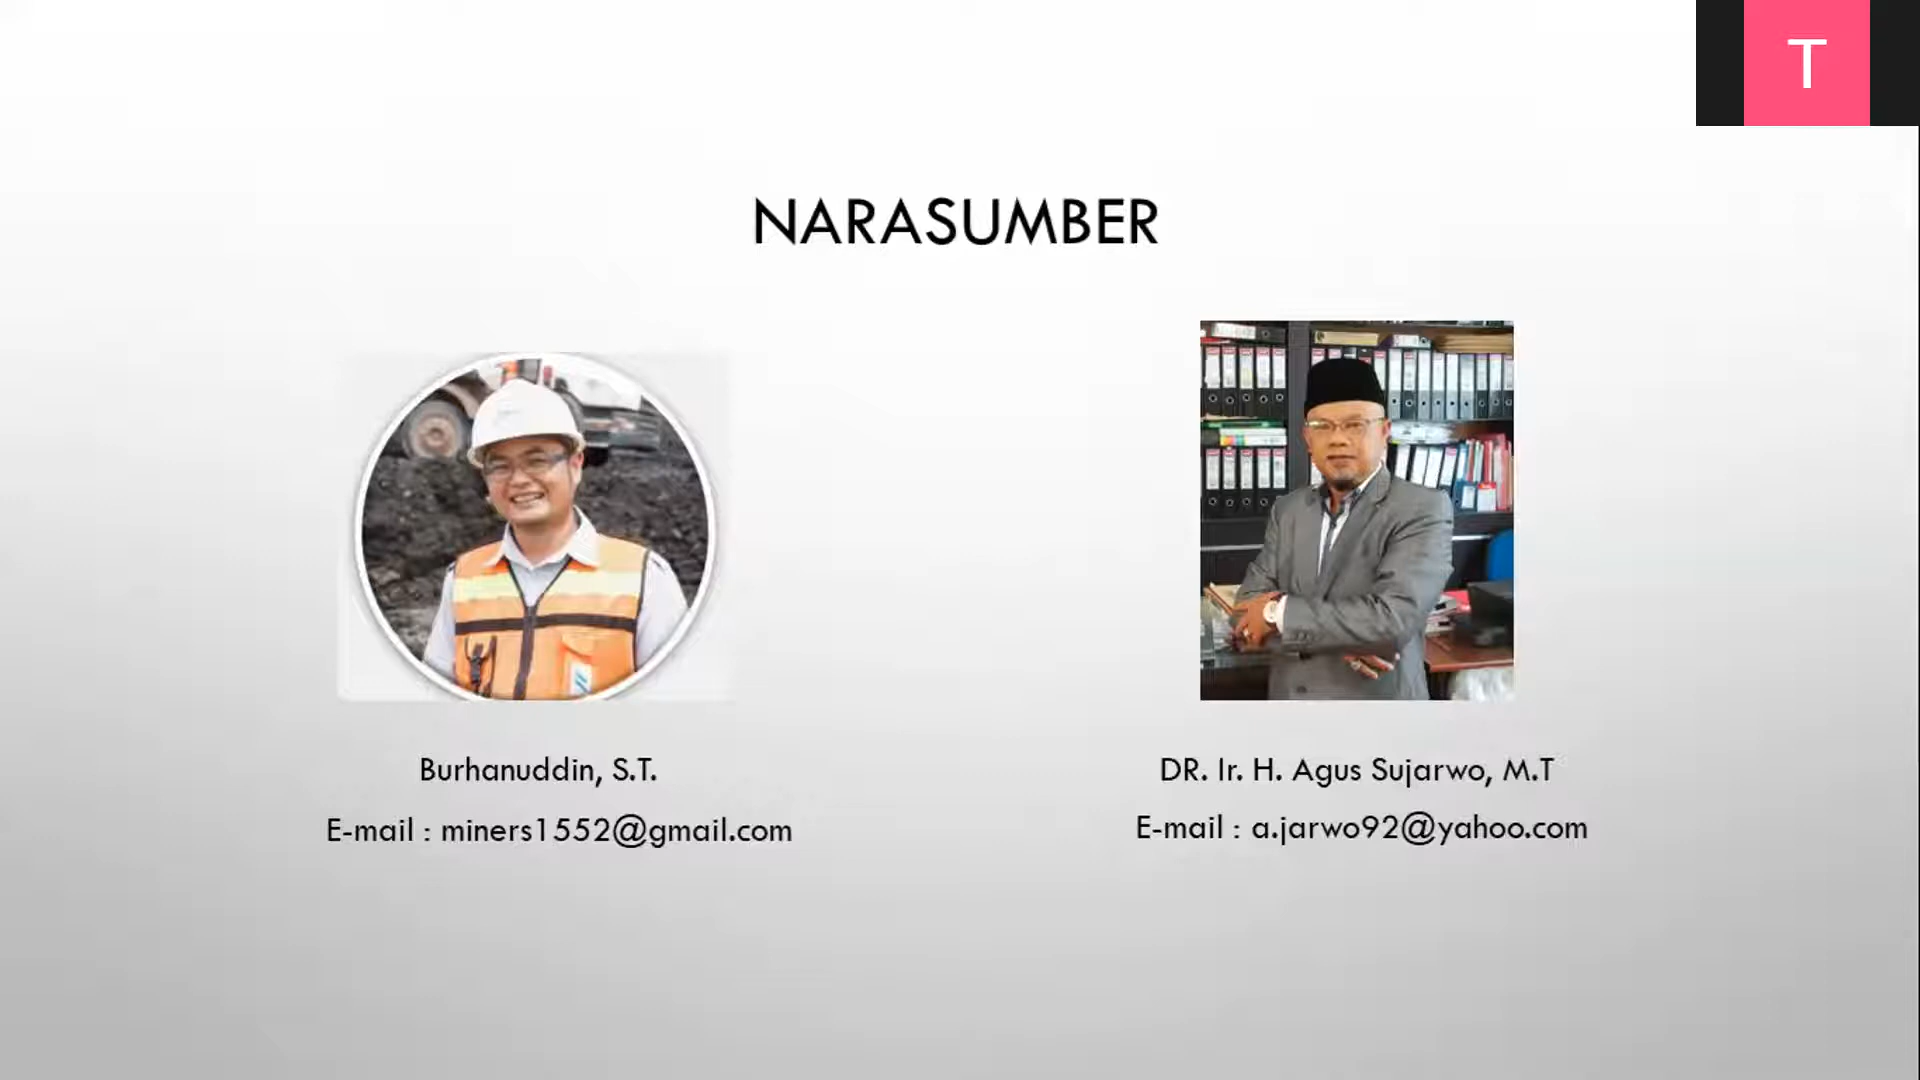 T
NARASUMBER
Burhanuddin, S.T.
E-mail : miners1552@gmail.com
DR. Ir. H. Agus Sujarwo, M.T
E-mail : a.jarwo92@yahoo.com